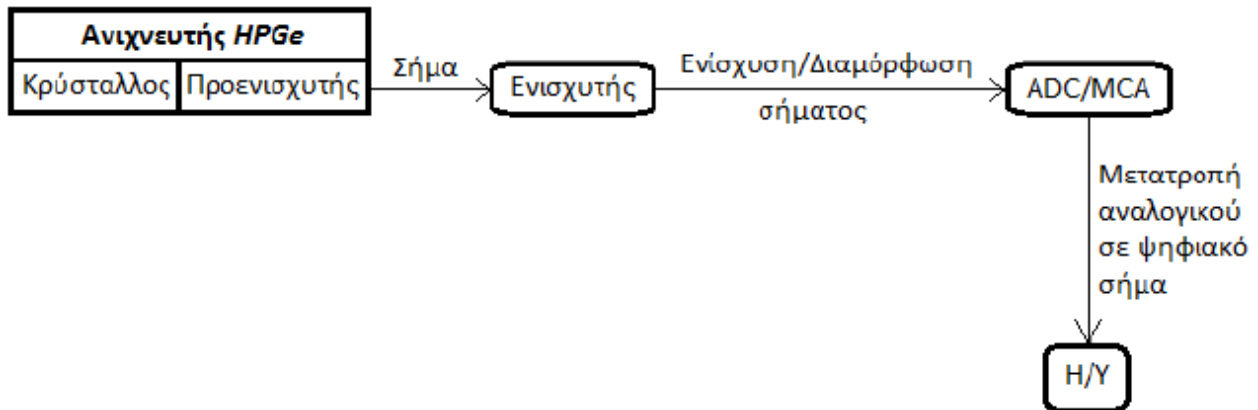 Ανιχνευτής HPGe
Κρύσταλλος
Προενισχυτής
Σήμα
Ενισχυτής
Ενίσχυση/Διαμόρφωση
σήματος
ADC/MCA
Μετατροπή
αναλογικού
σε ψηφιακό
σήμα
Η/Υ